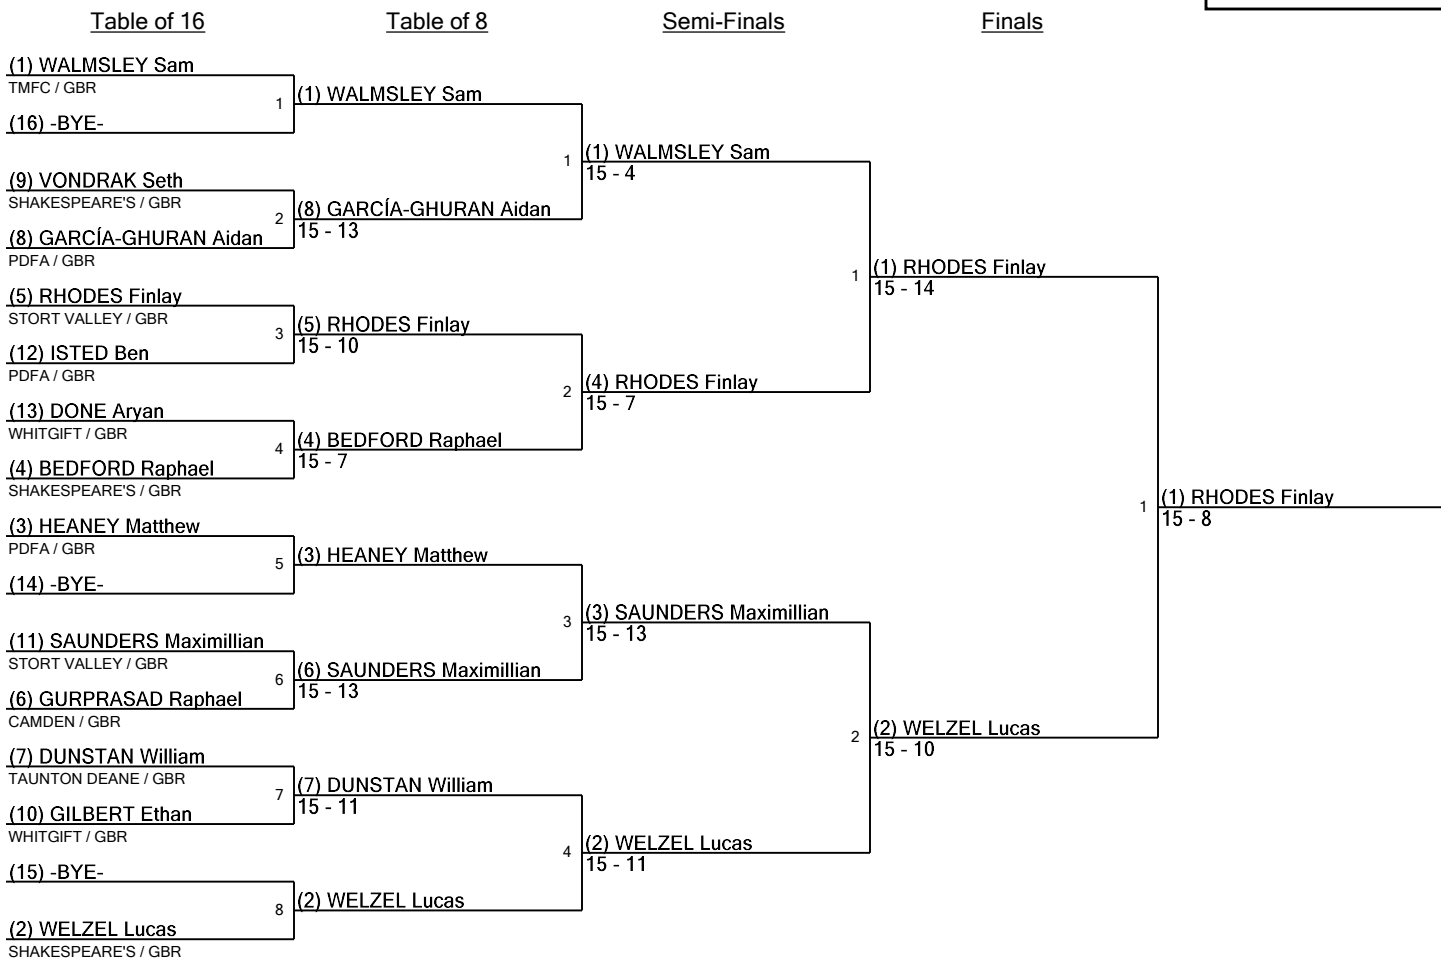 Table of 16
Table of 8
Semi-Finals
Finals
(1) WALMSLEY Sam
TMFC / GBR
(16) -BYE-
(9) VONDRAK Seth
SHAKESPEARE'S / GBR
(8) GARCÍA-GHURAN Aidan
PDFA / GBR
(5) RHODES Finlay
STORT VALLEY / GBR
(12) ISTED Ben
PDFA / GBR
(13) DONE Aryan
WHITGIFT / GBR
(4) BEDFORD Raphael
SHAKESPEARE'S / GBR
(3) HEANEY Matthew
PDFA / GBR
(14) -BYE-
(11) SAUNDERS Maximillian
STORT VALLEY / GBR
(6) GURPRASAD Raphael
CAMDEN / GBR
(7) DUNSTAN William
TAUNTON DEANE / GBR
(10) GILBERT Ethan
WHITGIFT / GBR
(15) -BYE-
(2) WELZEL Lucas
SHAKESPEARE'S / GBR
1
(1) WALMSLEY Sam
2
(8) GARCÍA-GHURAN Aidan
15 - 13
3
(5) RHODES Finlay
15 - 10
4
(4) BEDFORD Raphael
15 - 7
5
(3) HEANEY Matthew
6
(6) SAUNDERS Maximillian
15 - 13
7
(7) DUNSTAN William
15 - 11
8
(2) WELZEL Lucas
1
(1) WALMSLEY Sam
15 - 4
2
(4) RHODES Finlay
15 - 7
3
(3) SAUNDERS Maximillian
15 - 13
4
(2) WELZEL Lucas
15 - 11
1
(1) RHODES Finlay
15 - 14
2
(2) WELZEL Lucas
15 - 10
1
(1) RHODES Finlay
15 - 8